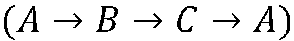 (A → B → C → A)